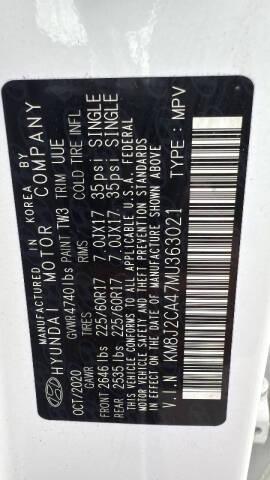 MANUFACTURED IN KOREA BY
HYUNDAI MOTOR COMPANY
OCT/2020 GVWR 4740 lbs PAINT TW3 TRIM UUE
GAWR TIRES RIMS COLD TIRE INFL
FRONT 2646 lbs 225/60R17 7.0JX17 35psi SINGLE
REAR 2535 lbs 225/60R17 7.0JX17 35psi SINGLE
THIS VEHICLE CONFORMS TO ALL APPLICABLE U.S. FEDERAL
MOTOR VEHICLE SAFETY, BUMPER, AND THEFT PREVENTION STANDARDS
IN EFFECT ON THE DATE OF MANUFACTURE SHOWN ABOVE.
V.I.N : KM8J2CA47MU363021 TYPE : MPV